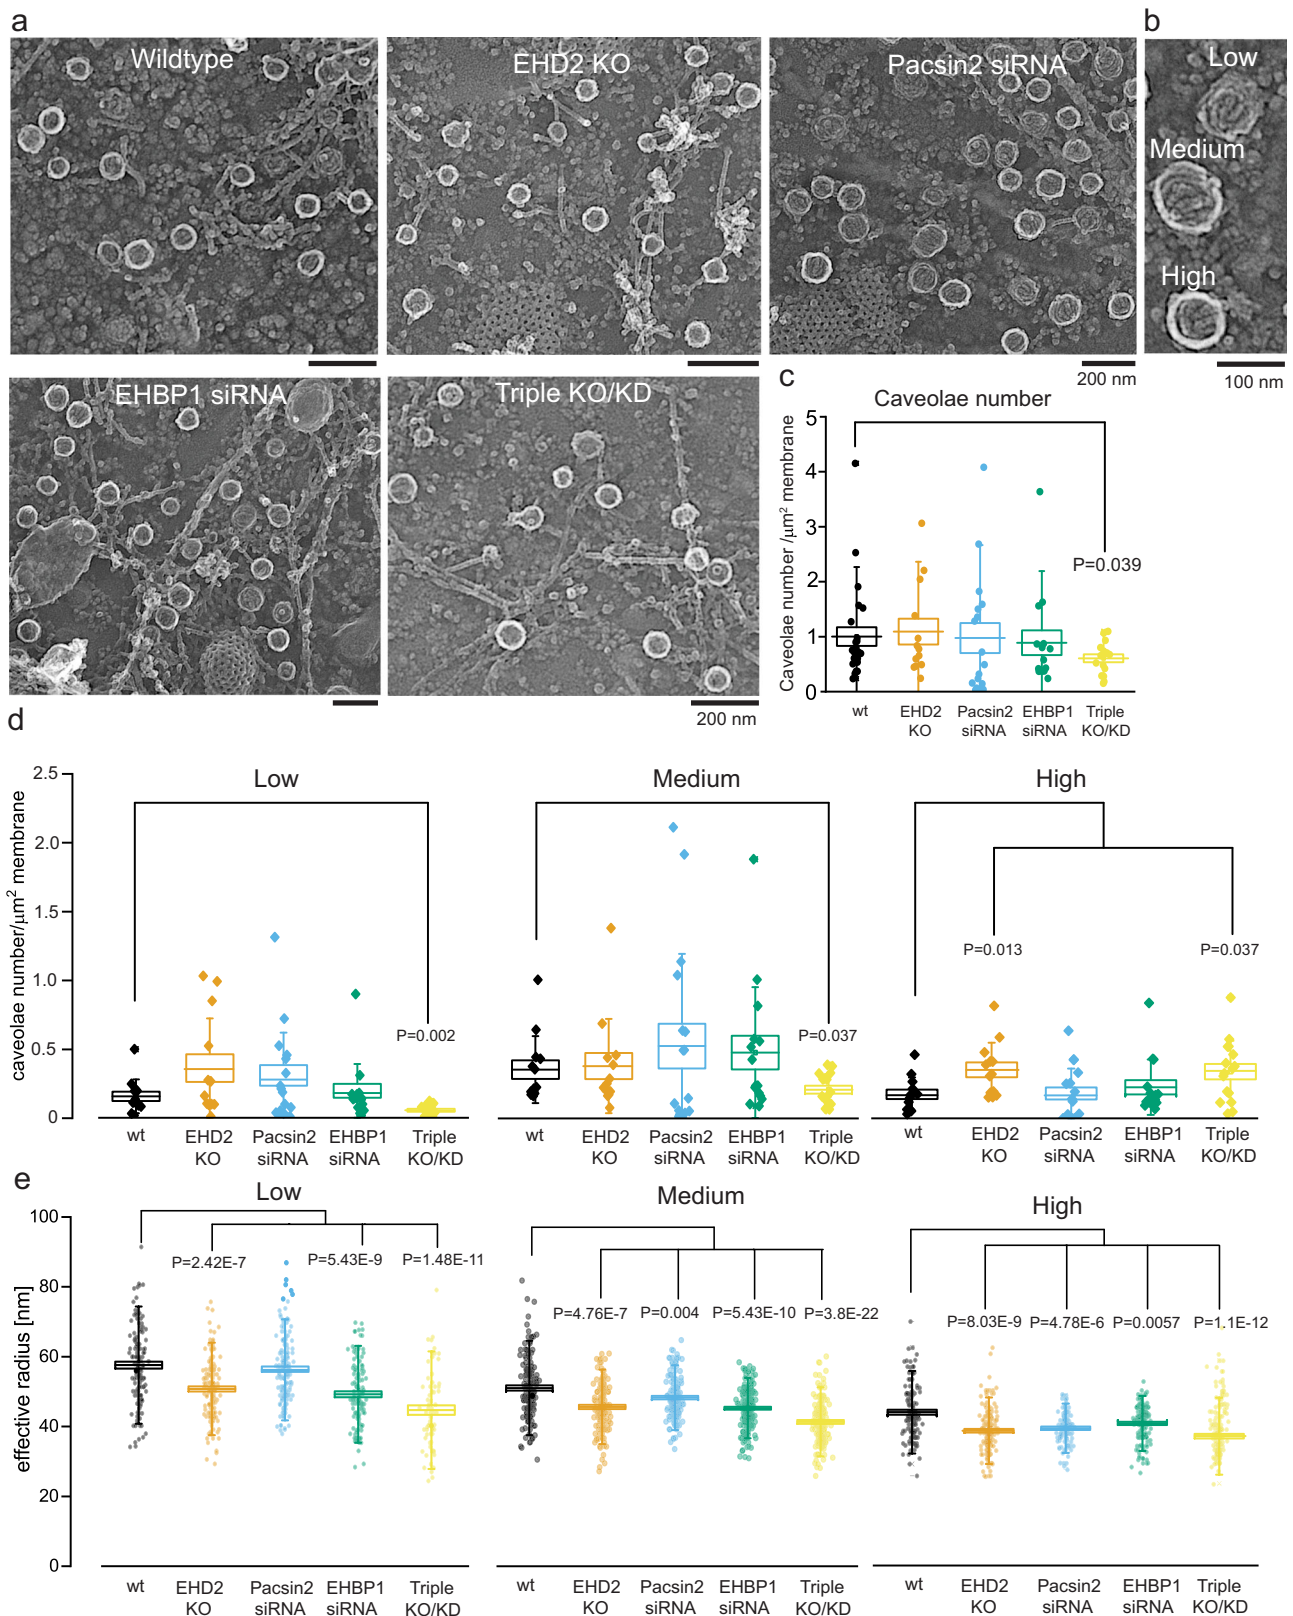 a
Wildtype
EHD2 KO
Pacsin2 siRNA
200 nm
EHBP1 siRNA
Triple KO/KD
200 nm
b
Low
Medium
High
100 nm
c
Caveolae number
Caveolae number /μm² membrane
5
4
3
2
1
0
P=0.039
wt
EHD2
KO
Pacsin2
siRNA
EHBP1
siRNA
Triple
KO/KD
d
caveolae number/μm² membrane
2.5
2.0
1.5
1.0
0.5
0
Low
P=0.002
wt
EHD2
KO
Pacsin2
siRNA
EHBP1
siRNA
Triple
KO/KD
Medium
P=0.037
wt
EHD2
KO
Pacsin2
siRNA
EHBP1
siRNA
Triple
KO/KD
High
P=0.013
P=0.037
wt
EHD2
KO
Pacsin2
siRNA
EHBP1
siRNA
Triple
KO/KD
e
effective radius [nm]
100
80
60
40
20
0
Low
P=2.42E-7
P=5.43E-9
P=1.48E-11
wt
EHD2
KO
Pacsin2
siRNA
EHBP1
siRNA
Triple
KO/KD
Medium
P=4.76E-7
P=0.004
P=5.43E-10
P=3.8E-22
wt
EHD2
KO
Pacsin2
siRNA
EHBP1
siRNA
Triple
KO/KD
High
P=8.03E-9
P=4.78E-6
P=0.0057
P=1.1E-12
wt
EHD2
KO
Pacsin2
siRNA
EHBP1
siRNA
Triple
KO/KD